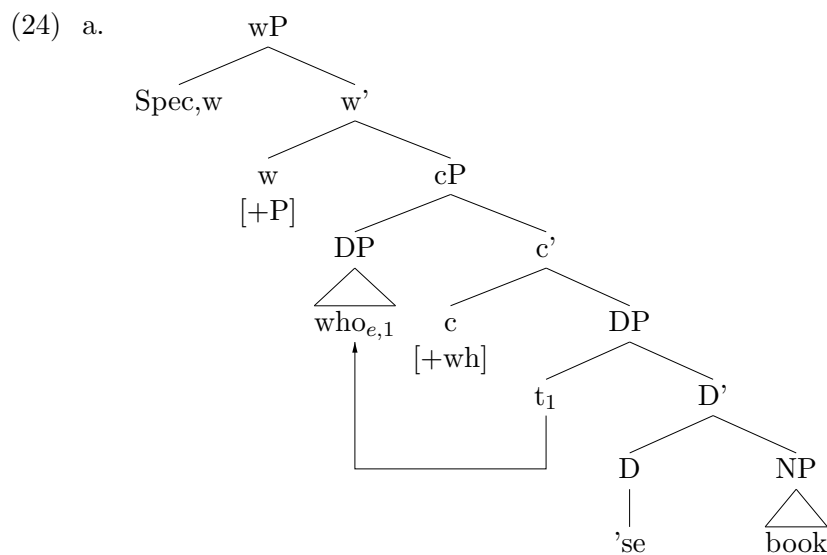 (24) a.
wP
Spec,w w'
w cP
[+P]
DP c'
who_{e,1} c DP
[+wh]
t_1 D'
D NP
'se book